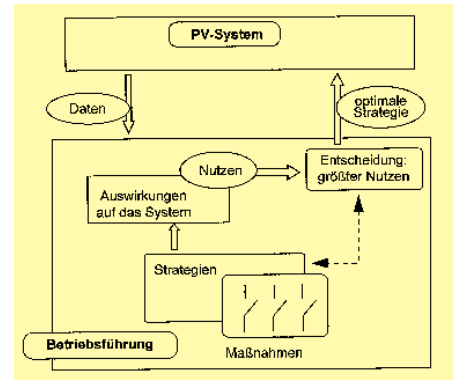 PV-System
Daten
optimale
Strategie
Nutzen
Entscheidung:
größter Nutzen
Auswirkungen
auf das System
Strategien
Betriebsführung
Maßnahmen